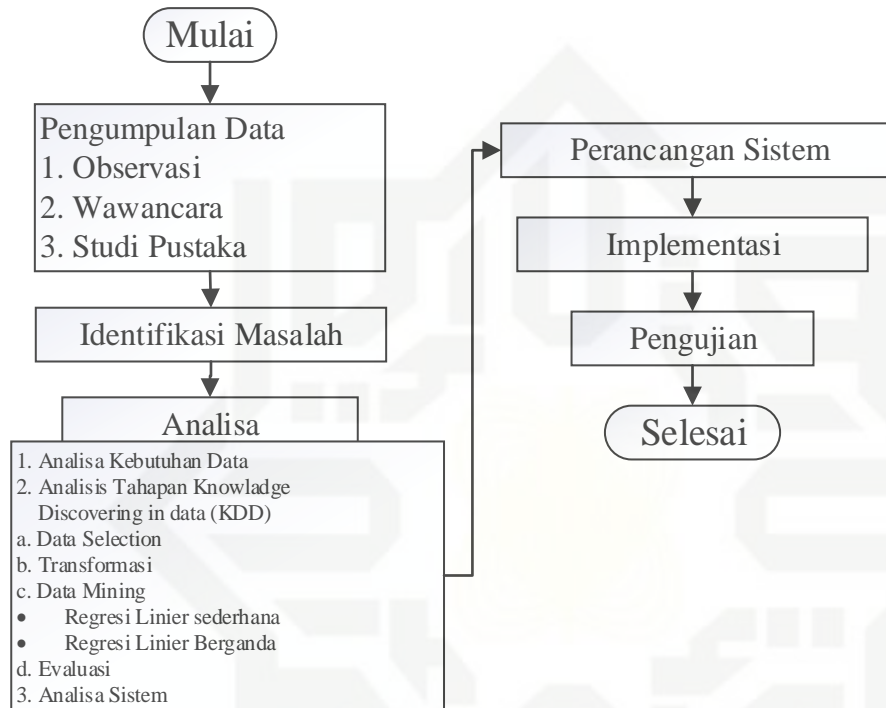 Mulai
Pengumpulan Data
1. Observasi
2. Wawancara
3. Studi Pustaka
Identifikasi Masalah
Analisa
1. Analisa Kebutuhan Data
2. Analisis Tahapan Knowladge
Discovering in data (KDD)
a. Data Selection
b. Transformasi
c. Data Mining
• Regresi Linier sederhana
• Regresi Linier Berganda
d. Evaluasi
3. Analisa Sistem
Perancangan Sistem
Implementasi
Pengujian
Selesai